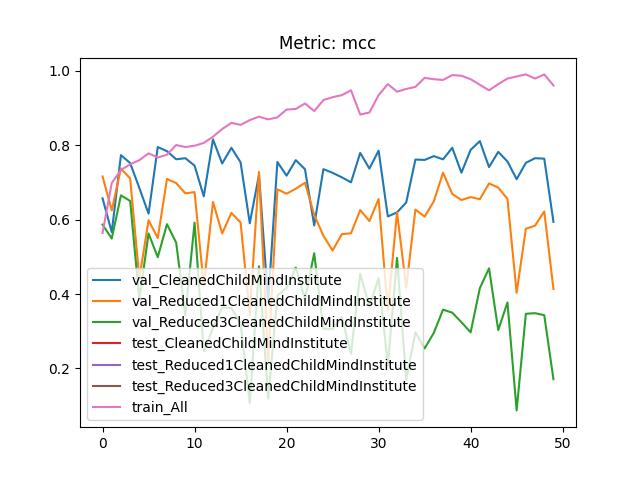 Metric: mcc
1.0
0.8
0.6
0.4
0.2
val_CleanedChildMindInstitute
val_Reduced1CleanedChildMindInstitute
val_Reduced3CleanedChildMindInstitute
test_CleanedChildMindInstitute
test_Reduced1CleanedChildMindInstitute
test_Reduced3CleanedChildMindInstitute
train_All
0 10 20 30 40 50